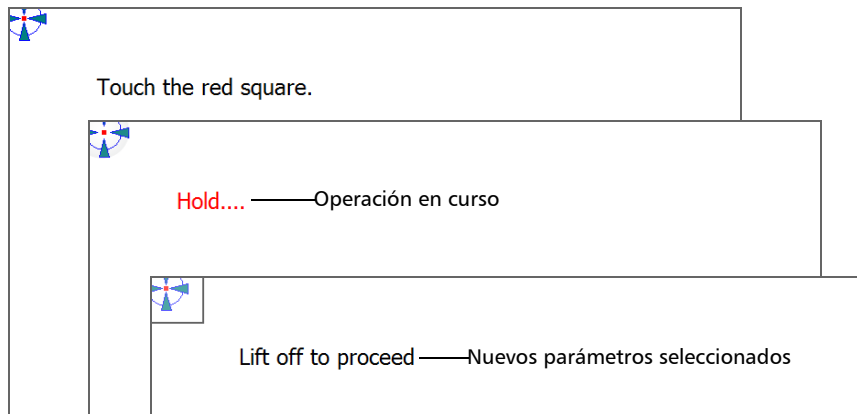 Touch the red square.
Hold.... Operación en curso
Lift off to proceed Nuevos parámetros seleccionados